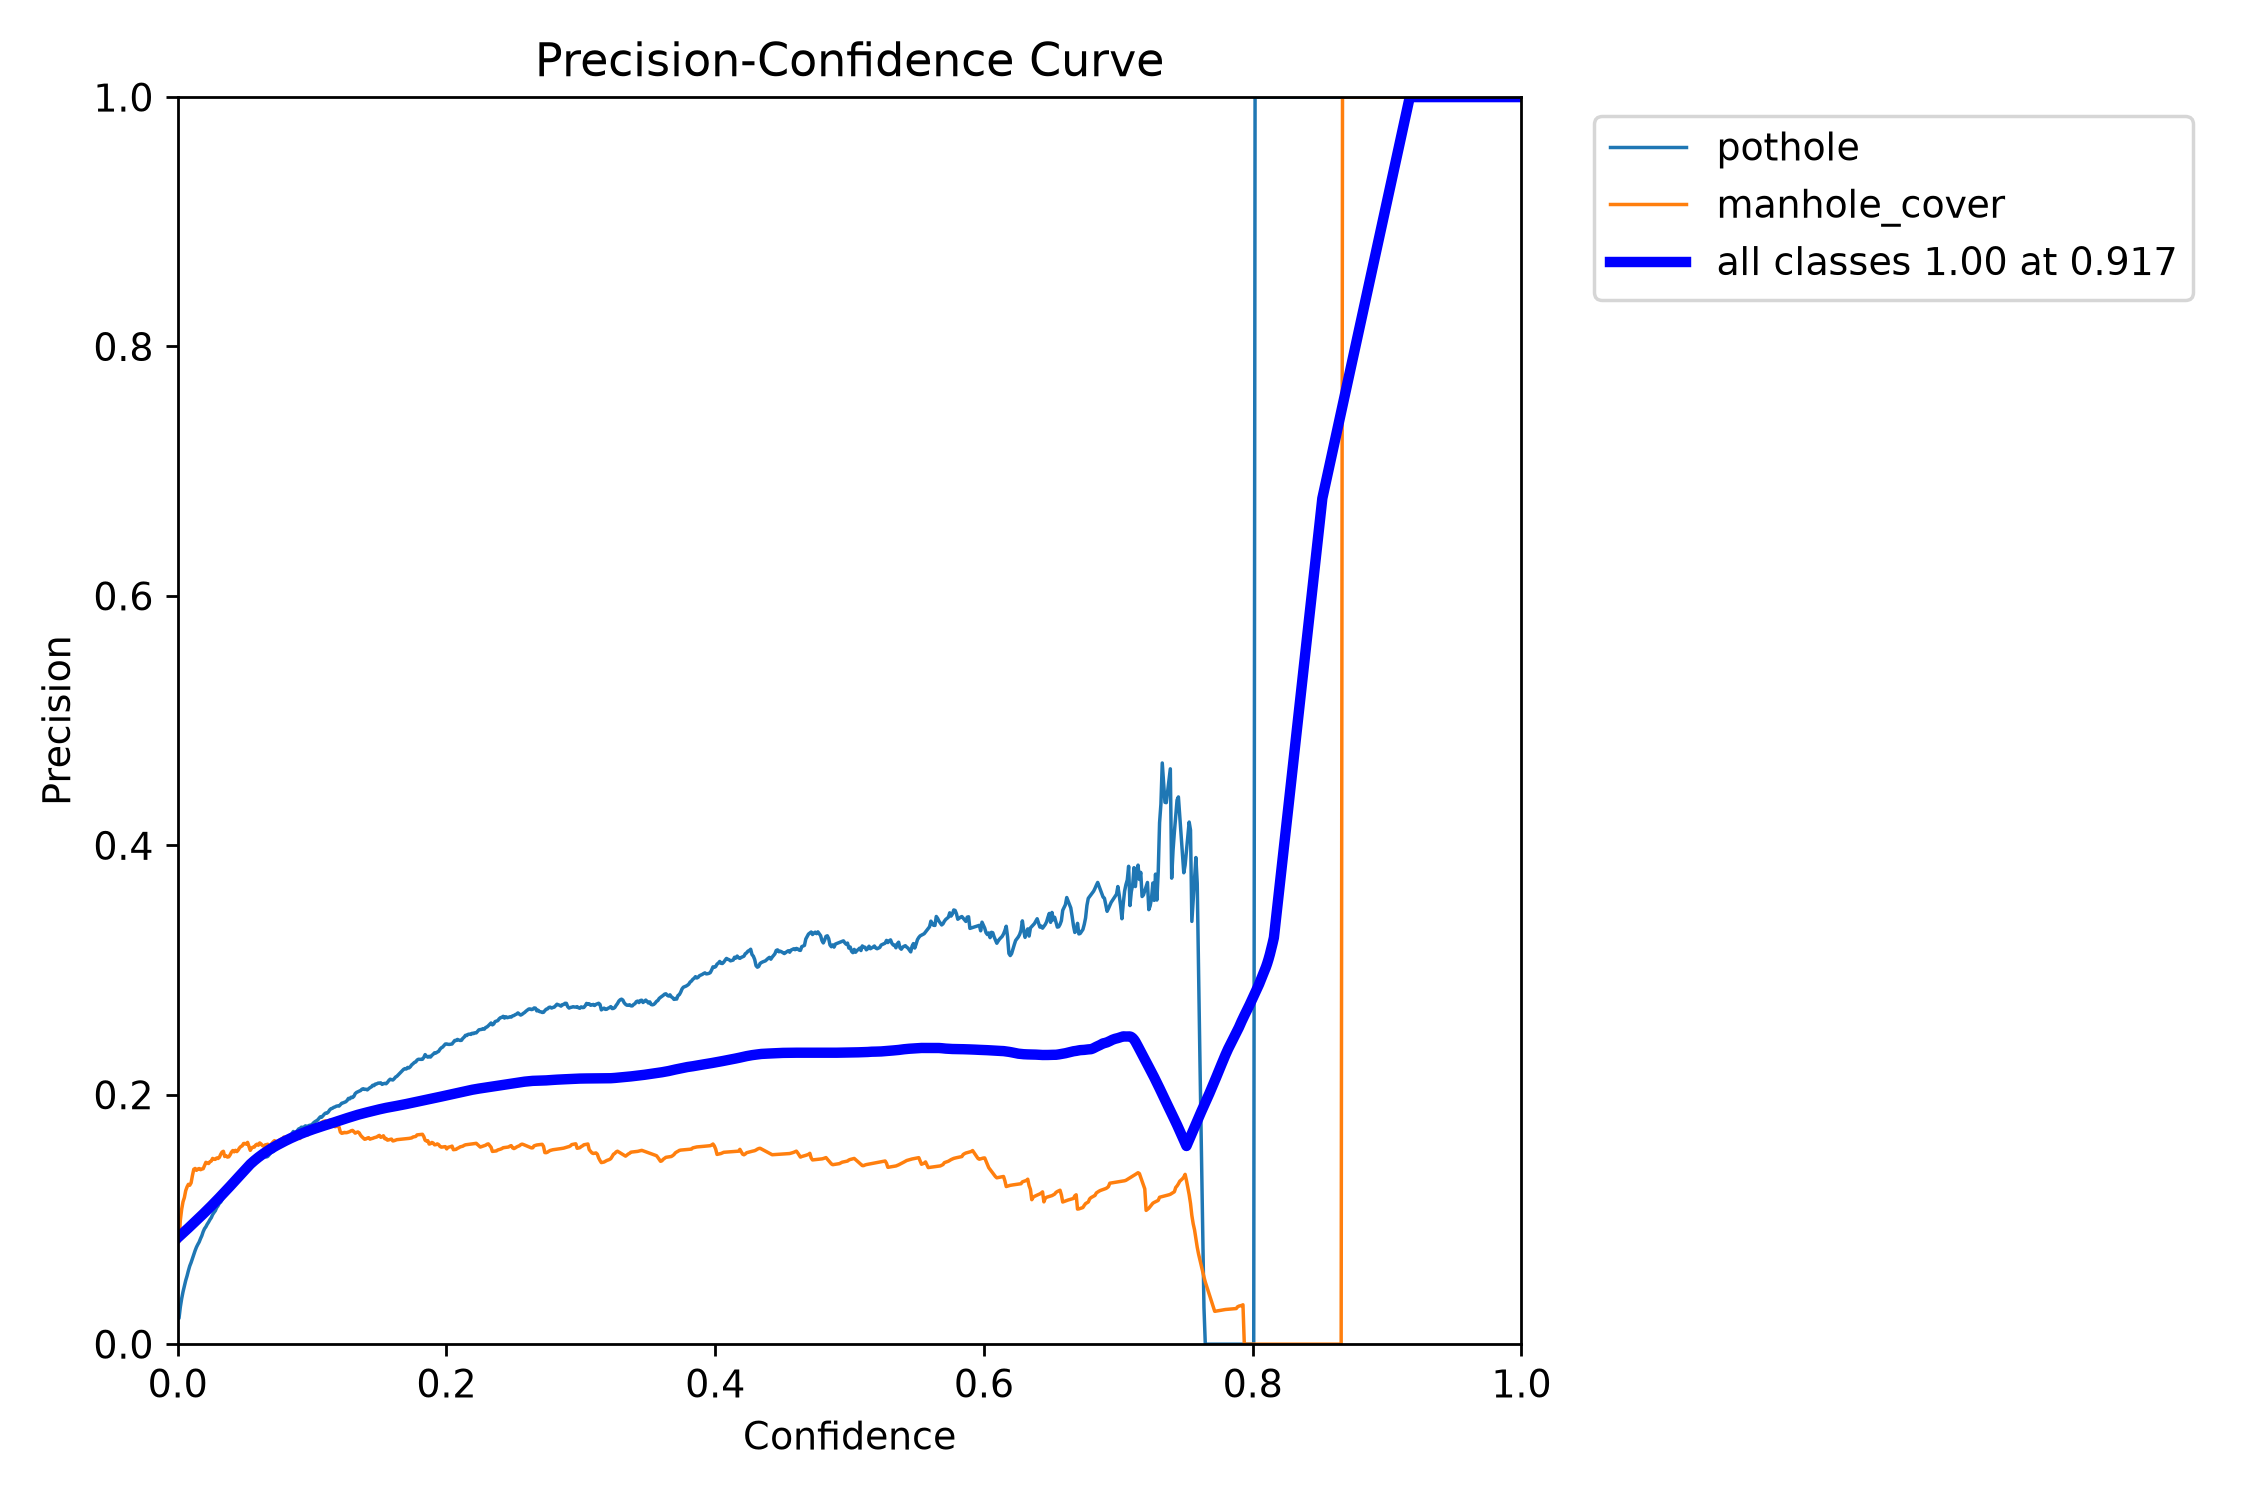 Precision-Confidence Curve
1.0
0.8
0.6
0.4
0.2
0.0
Precision
0.0 0.2 0.4 0.6 0.8 1.0
Confidence
pothole
manhole_cover
all classes 1.00 at 0.917